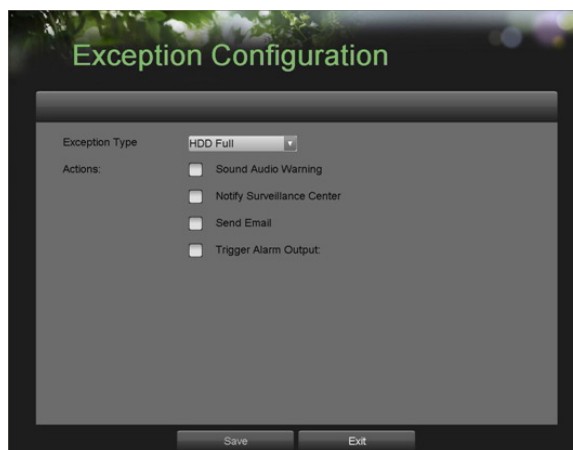 Exception Configuration
Exception Type HDD Full
Actions: Sound Audio Warning
Notify Surveillance Center
Send Email
Trigger Alarm Output:
Save Exit